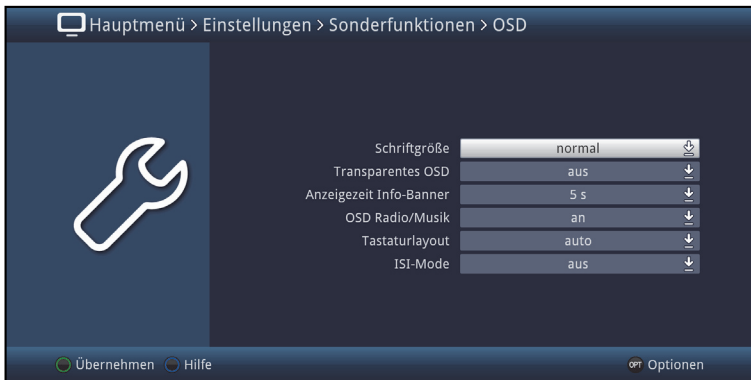 Hauptmenü > Einstellungen > Sonderfunktionen > OSD
Schriftgröße normal
Transparentes OSD aus
Anzeigezeit Info-Banner 5 s
OSD Radio/Musik an
Tastaturlayout auto
ISI-Mode aus
Übernehmen Hilfe OPT Optionen